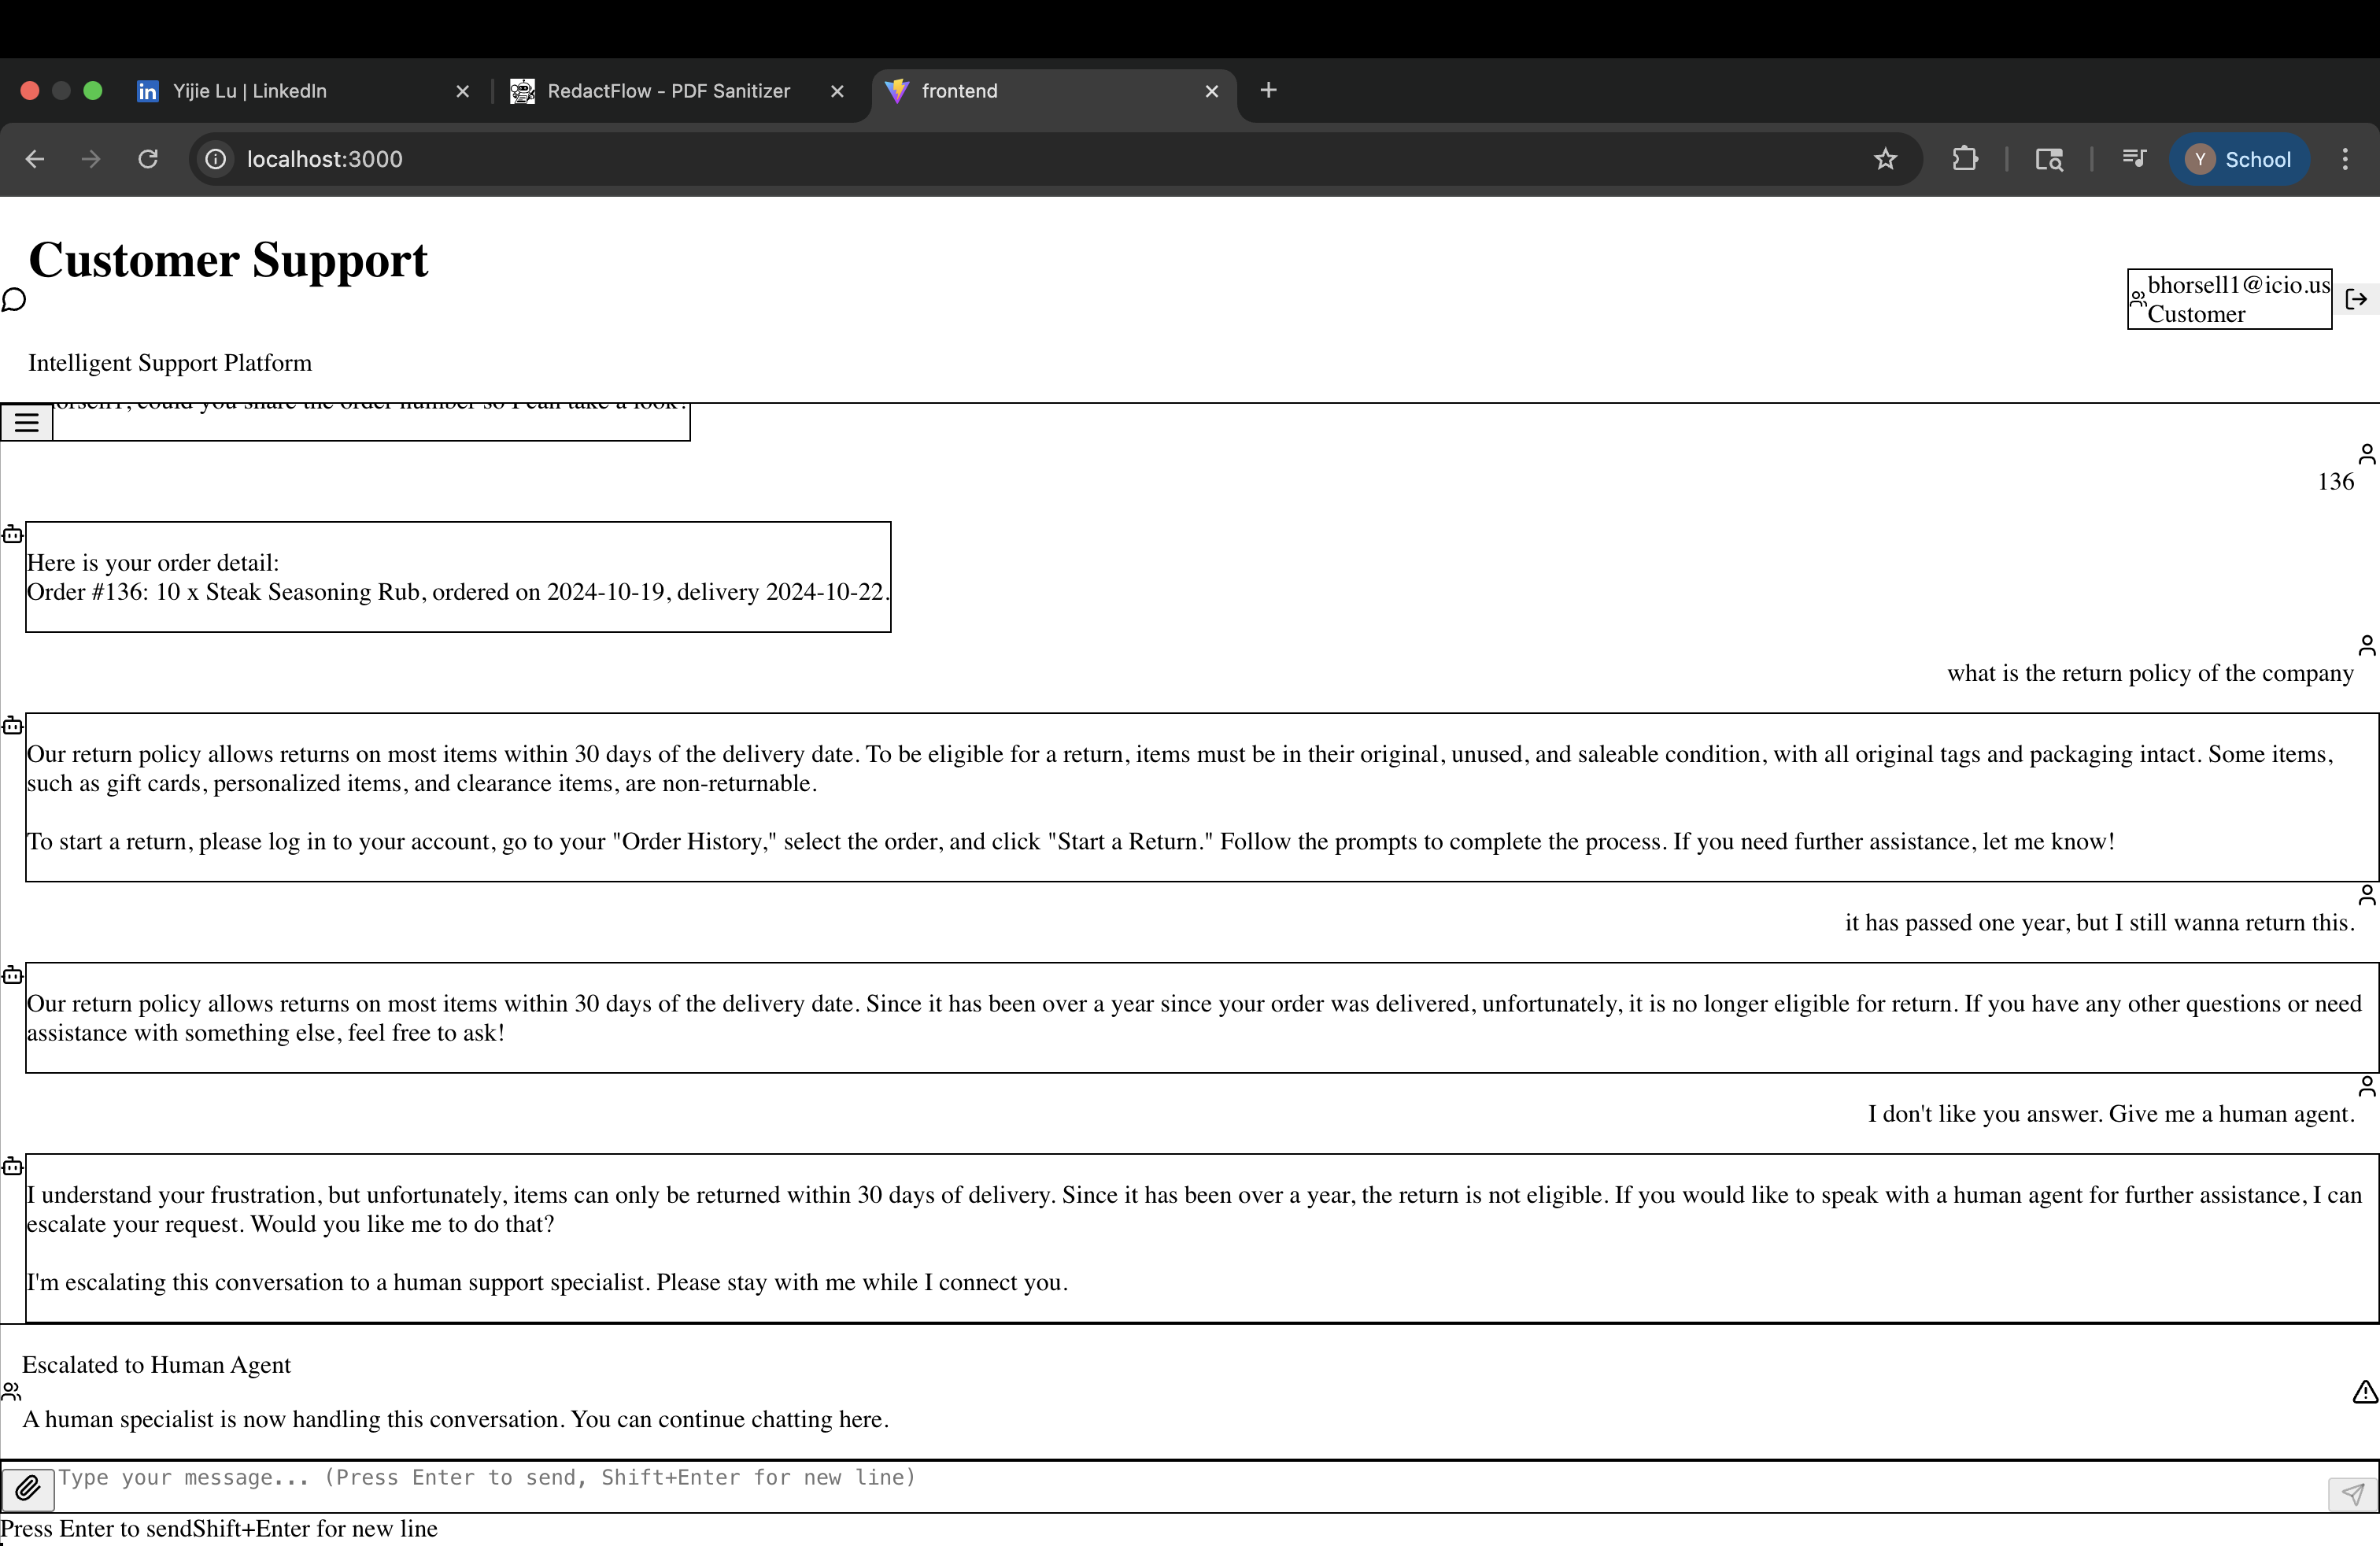 Yijie Lu | LinkedIn
RedactFlow - PDF Sanitizer
frontend
localhost:3000
Y
School
Customer Support
bhorsell1@icio.us
Customer
Intelligent Support Platform
could you share the order number so I can take a look?
136
Here is your order detail:
Order #136: 10 x Steak Seasoning Rub, ordered on 2024-10-19, delivery 2024-10-22.
what is the return policy of the company
Our return policy allows returns on most items within 30 days of the delivery date. To be eligible for a return, items must be in their original, unused, and saleable condition, with all original tags and packaging intact. Some items,
such as gift cards, personalized items, and clearance items, are non-returnable.
To start a return, please log in to your account, go to your "Order History," select the order, and click "Start a Return." Follow the prompts to complete the process. If you need further assistance, let me know!
it has passed one year, but I still wanna return this.
Our return policy allows returns on most items within 30 days of the delivery date. Since it has been over a year since your order was delivered, unfortunately, it is no longer eligible for return. If you have any other questions or need
assistance with something else, feel free to ask!
I don't like you answer. Give me a human agent.
I understand your frustration, but unfortunately, items can only be returned within 30 days of delivery. Since it has been over a year, the return is not eligible. If you would like to speak with a human agent for further assistance, I can
escalate your request. Would you like me to do that?
I'm escalating this conversation to a human support specialist. Please stay with me while I connect you.
Escalated to Human Agent
A human specialist is now handling this conversation. You can continue chatting here.
Type your message... (Press Enter to send, Shift+Enter for new line)
Press Enter to sendShift+Enter for new line